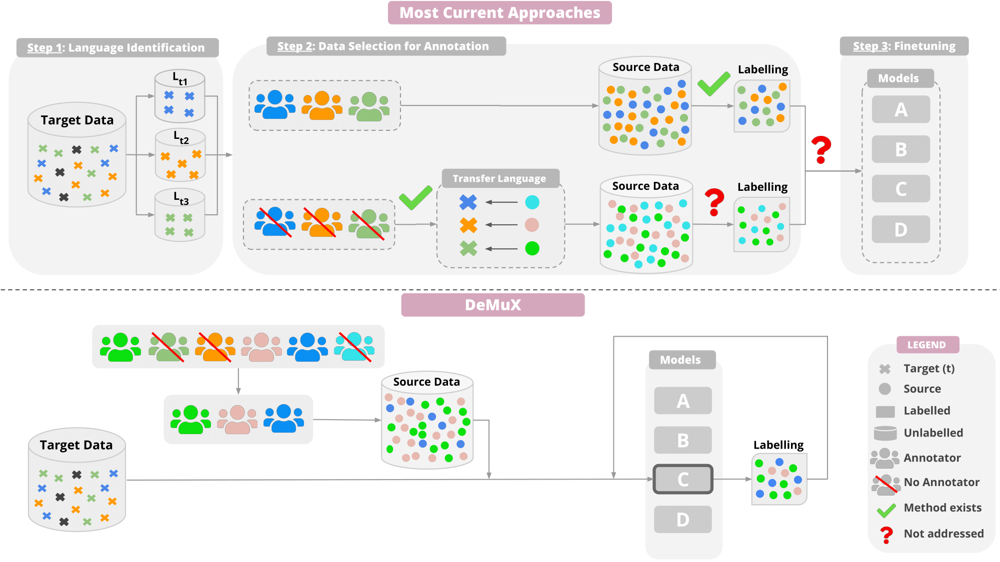 Most Current Approaches
Step 1: Language Identification
Step 2: Data Selection for Annotation
Step 3: Finetuning
Target Data
Lt1
Lt2
Lt3
Source Data
Labelling
Transfer Language
Source Data
Labelling
?
?
Models
A
B
C
D
DeMuX
Target Data
Source Data
Models
A
B
C
D
Labelling
LEGEND
Target (t)
Source
Labelled
Unlabelled
Annotator
No Annotator
Method exists
? Not addressed